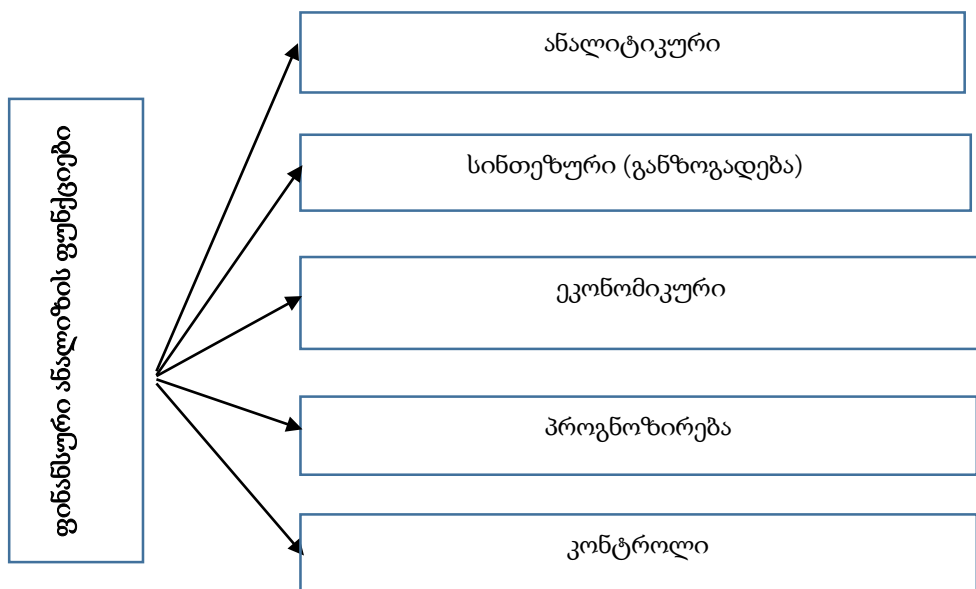 ფინანსური ანალიზის ფუნქციები
ანალიტიკური
სინთეზური (განზოგადება)
ეკონომიკური
პროგნოზირება
კონტროლი